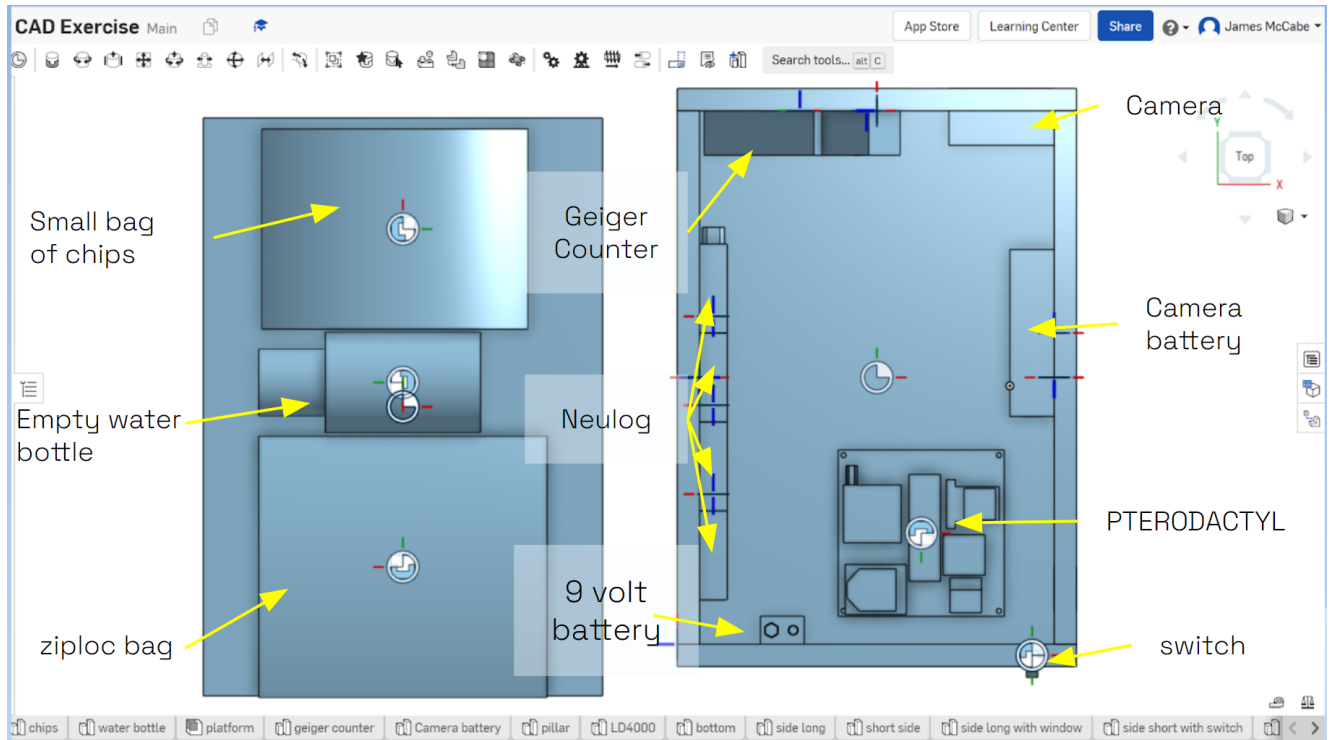 CAD Exercise Main
App Store
Learning Center
Share
James McCabe
Search tools... alt C
Camera
Y
Top
X
Small bag
of chips
Geiger
Counter
Camera
battery
Empty water
bottle
Neulog
PTERODACTYL
9 volt
battery
ziploc bag
switch
chips
water bottle
platform
geiger counter
Camera battery
pillar
LD4000
bottom
side long
short side
side long with window
side short with switch